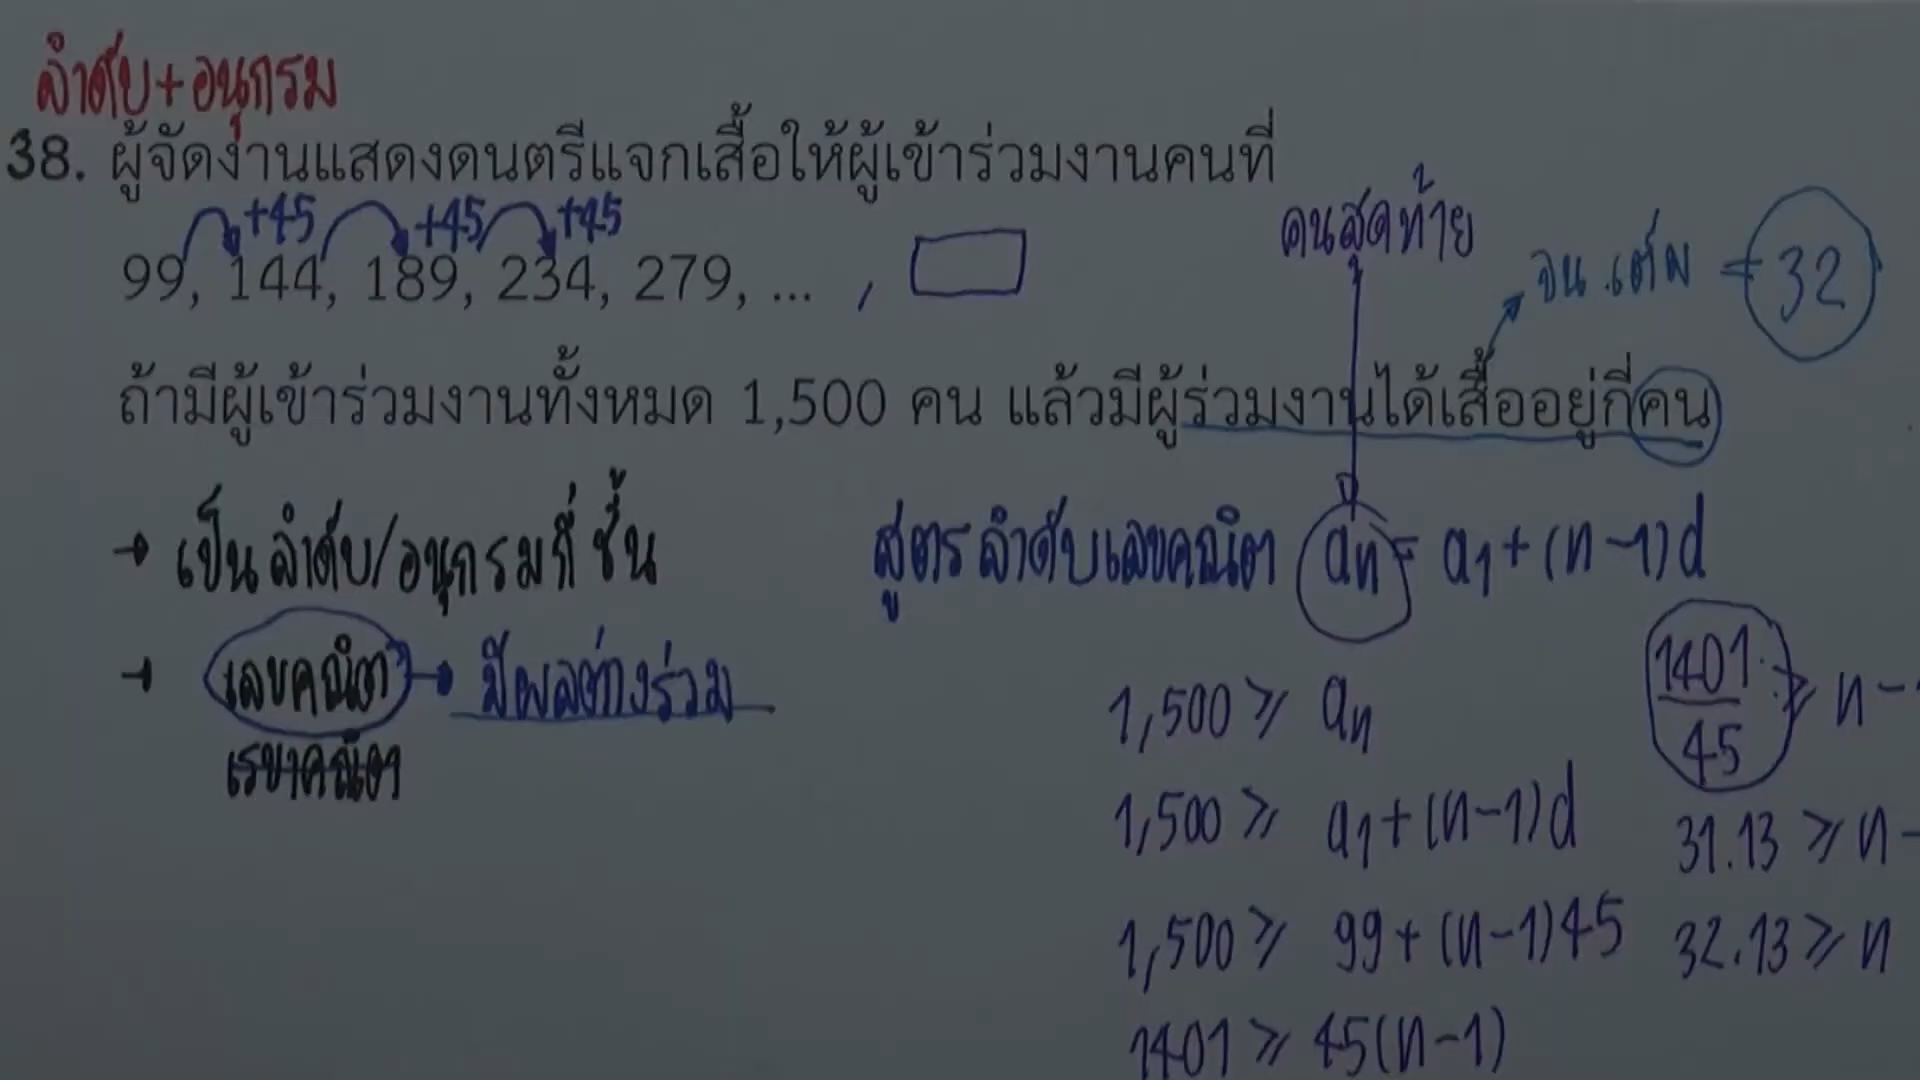 ลำดับ+อนุกรม
38. ผู้จัดงานแสดงดนตรีแจกเสื้อให้ผู้เข้าร่วมงานคนที่
+45 +45 +45
99, 144, 189, 234, 279, ... ,
คนสุดท้าย
จน.เต็ม = 32
ถ้ามีผู้เข้าร่วมงานทั้งหมด 1,500 คน แล้วมีผู้ร่วมงานได้เสื้ออยู่กี่คน
→ เป็นลำดับ/อนุกรมกี่ชั้น
→ เลขคณิต → มีผลต่างร่วม
เรขาคณิต
สูตรลำดับเลขคณิต an = a1 + (n-1)d
1,500 ≥ an
1,500 ≥ a1 + (n-1)d
1,500 ≥ 99 + (n-1)45
1401 ≥ 45(n-1)
1401/45 ≥ n-
31.13 ≥ n-
32.13 ≥ n